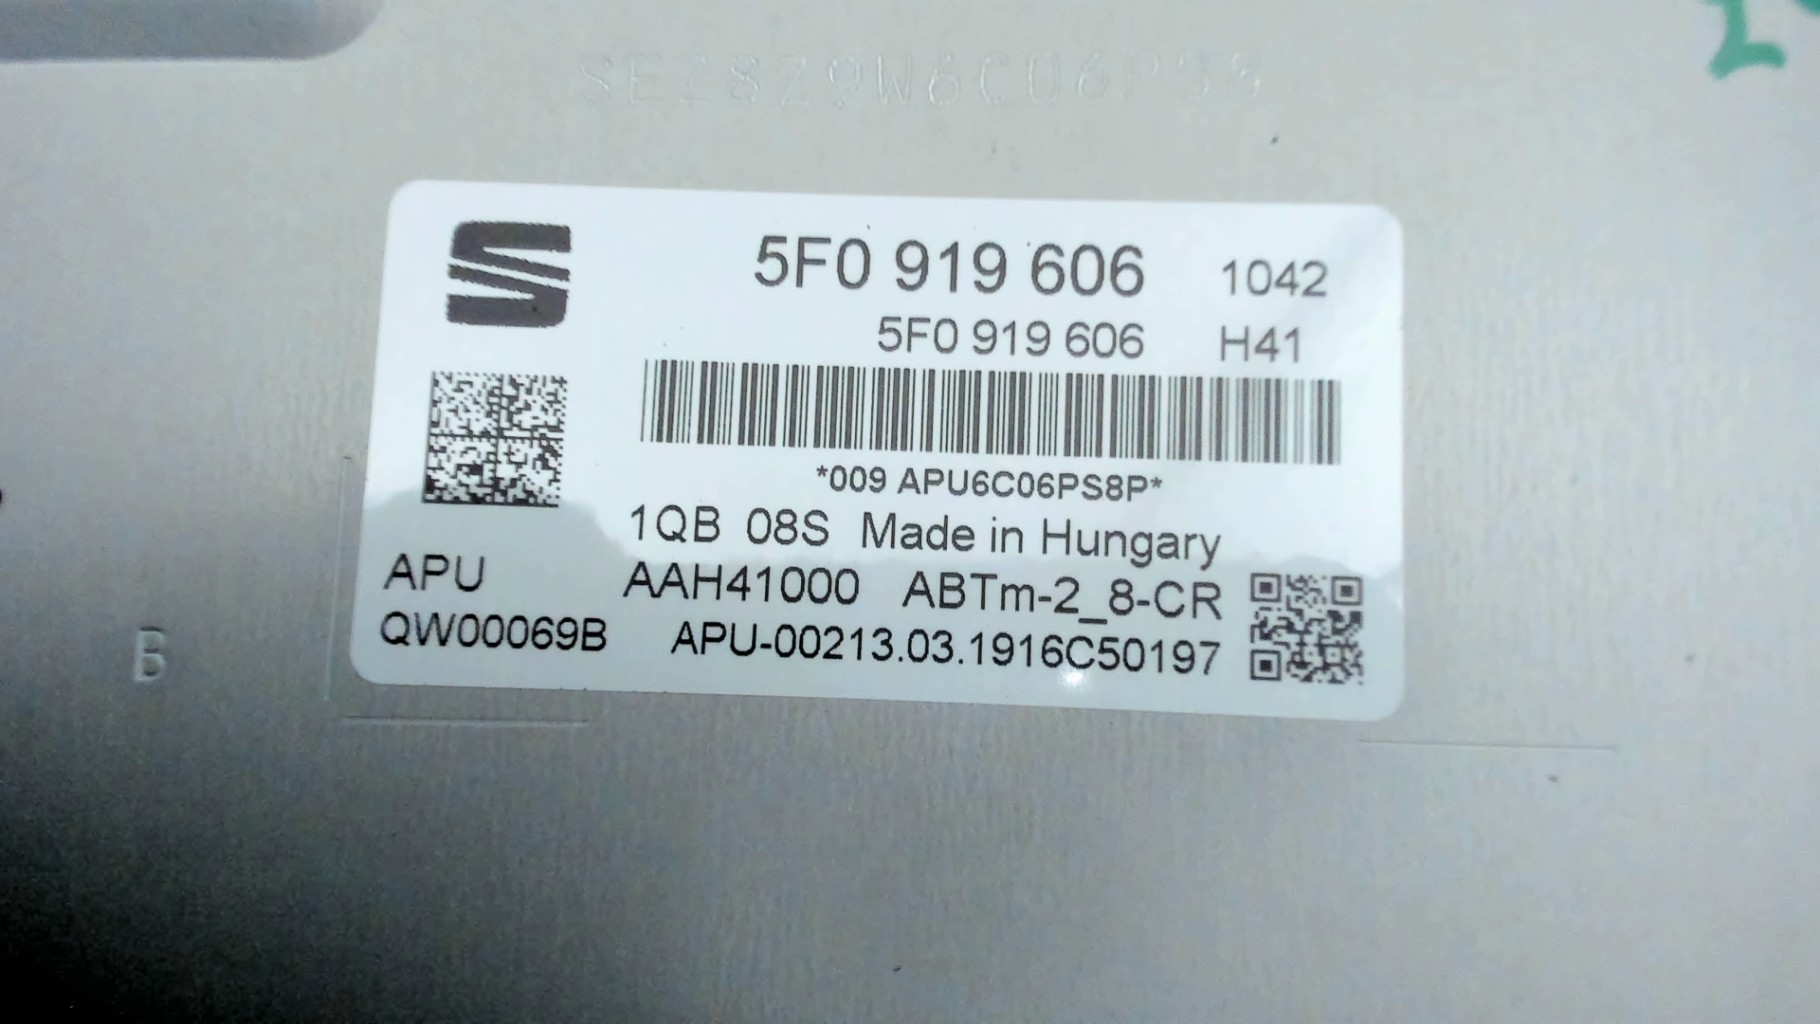 SEZ8Z9W6C06PS8
5F0 919 606 1042
5F0 919 606 H41
*009 APU6C06PS8P*
1QB 08S Made in Hungary
APU AAH41000 ABTm-2_8-CR
QW00069B APU-00213.03.1916C50197
B